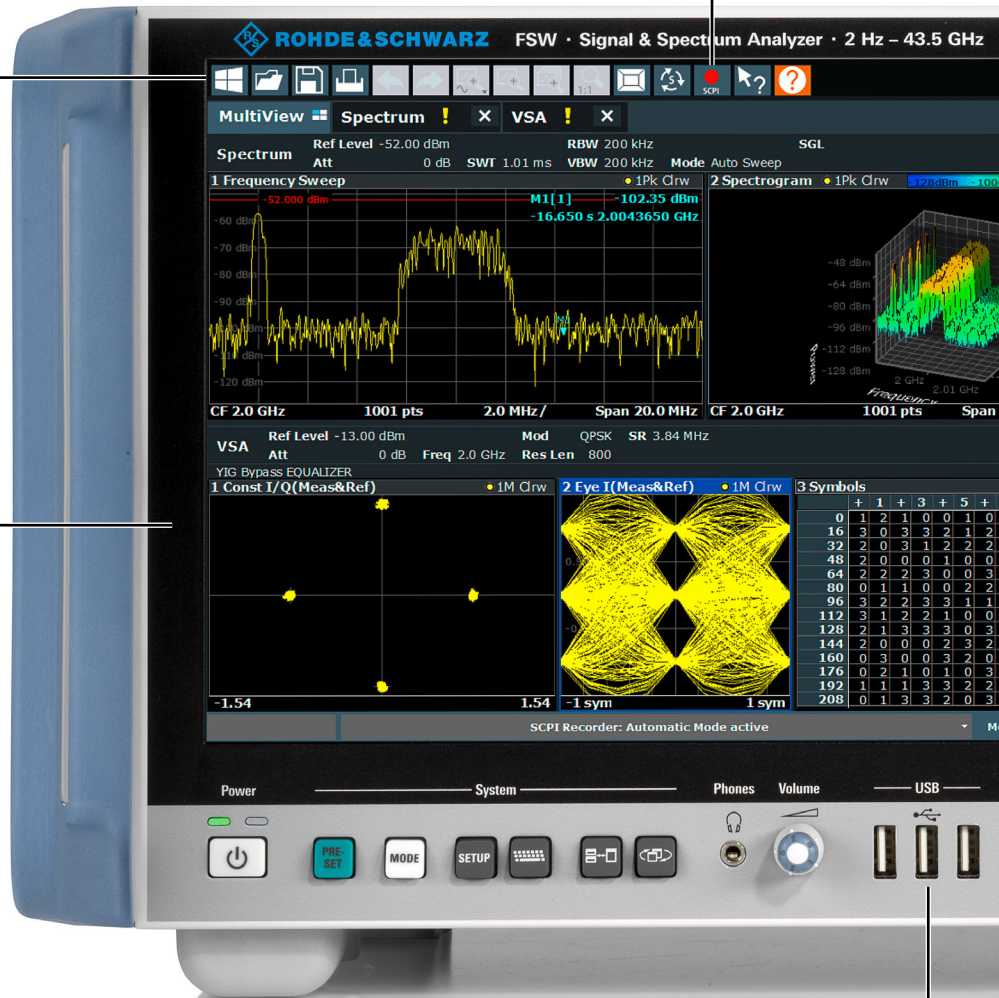 ROHDE & SCHWARZ FSW · Signal & Spectrum Analyzer · 2 Hz – 43.5 GHz
1:1 S SCPI ? ?
MultiView Spectrum ! X VSA ! X
Spectrum
Ref Level -52.00 dBm RBW 200 kHz SGL
Att 0 dB SWT 1.01 ms VBW 200 kHz Mode Auto Sweep
1 Frequency Sweep 1Pk Clrw
-52.000 dBm
M1[1] -102.35 dBm
-16.650 s 2.0043650 GHz
-60 dBm
-70 dBm
-80 dBm
-90 dBm
-110 dBm
-120 dBm
CF 2.0 GHz 1001 pts 2.0 MHz/ Span 20.0 MHz
2 Spectrogram 1Pk Clrw -128dBm -100
-48 dBm
-64 dBm
-80 dBm
-96 dBm
-112 dBm
-128 dBm
2 GHz 2.01 GHz
Frequency
CF 2.0 GHz 1001 pts Span
VSA
Ref Level -13.00 dBm Mod QPSK SR 3.84 MHz
Att 0 dB Freq 2.0 GHz Res Len 800
YIG Bypass EQUALIZER
1 Const I/Q(Meas&Ref) 1M Clrw
-1.54 1.54
2 Eye I(Meas&Ref) 1M Clrw
-1 sym 1 sym
3 Symbols
+ 1 + 3 + 5 +
0 1 2 1 0 0 1 0
16 3 0 3 3 2 1 2
32 2 0 3 1 2 2 2
48 2 0 0 0 1 0 0
64 2 2 2 3 0 0 3
80 0 1 1 0 0 2 2
96 3 2 2 3 3 1 1
112 3 1 2 2 1 0 0
128 2 1 3 3 3 0 3
144 2 0 0 0 2 3 2
160 0 3 0 0 3 2 0
176 0 2 1 0 1 0 3
192 1 1 1 3 3 2 2
208 0 1 3 3 2 0 3
SCPI Recorder: Automatic Mode active
Power System Phones Volume USB
PRE-
SET
MODE
SETUP